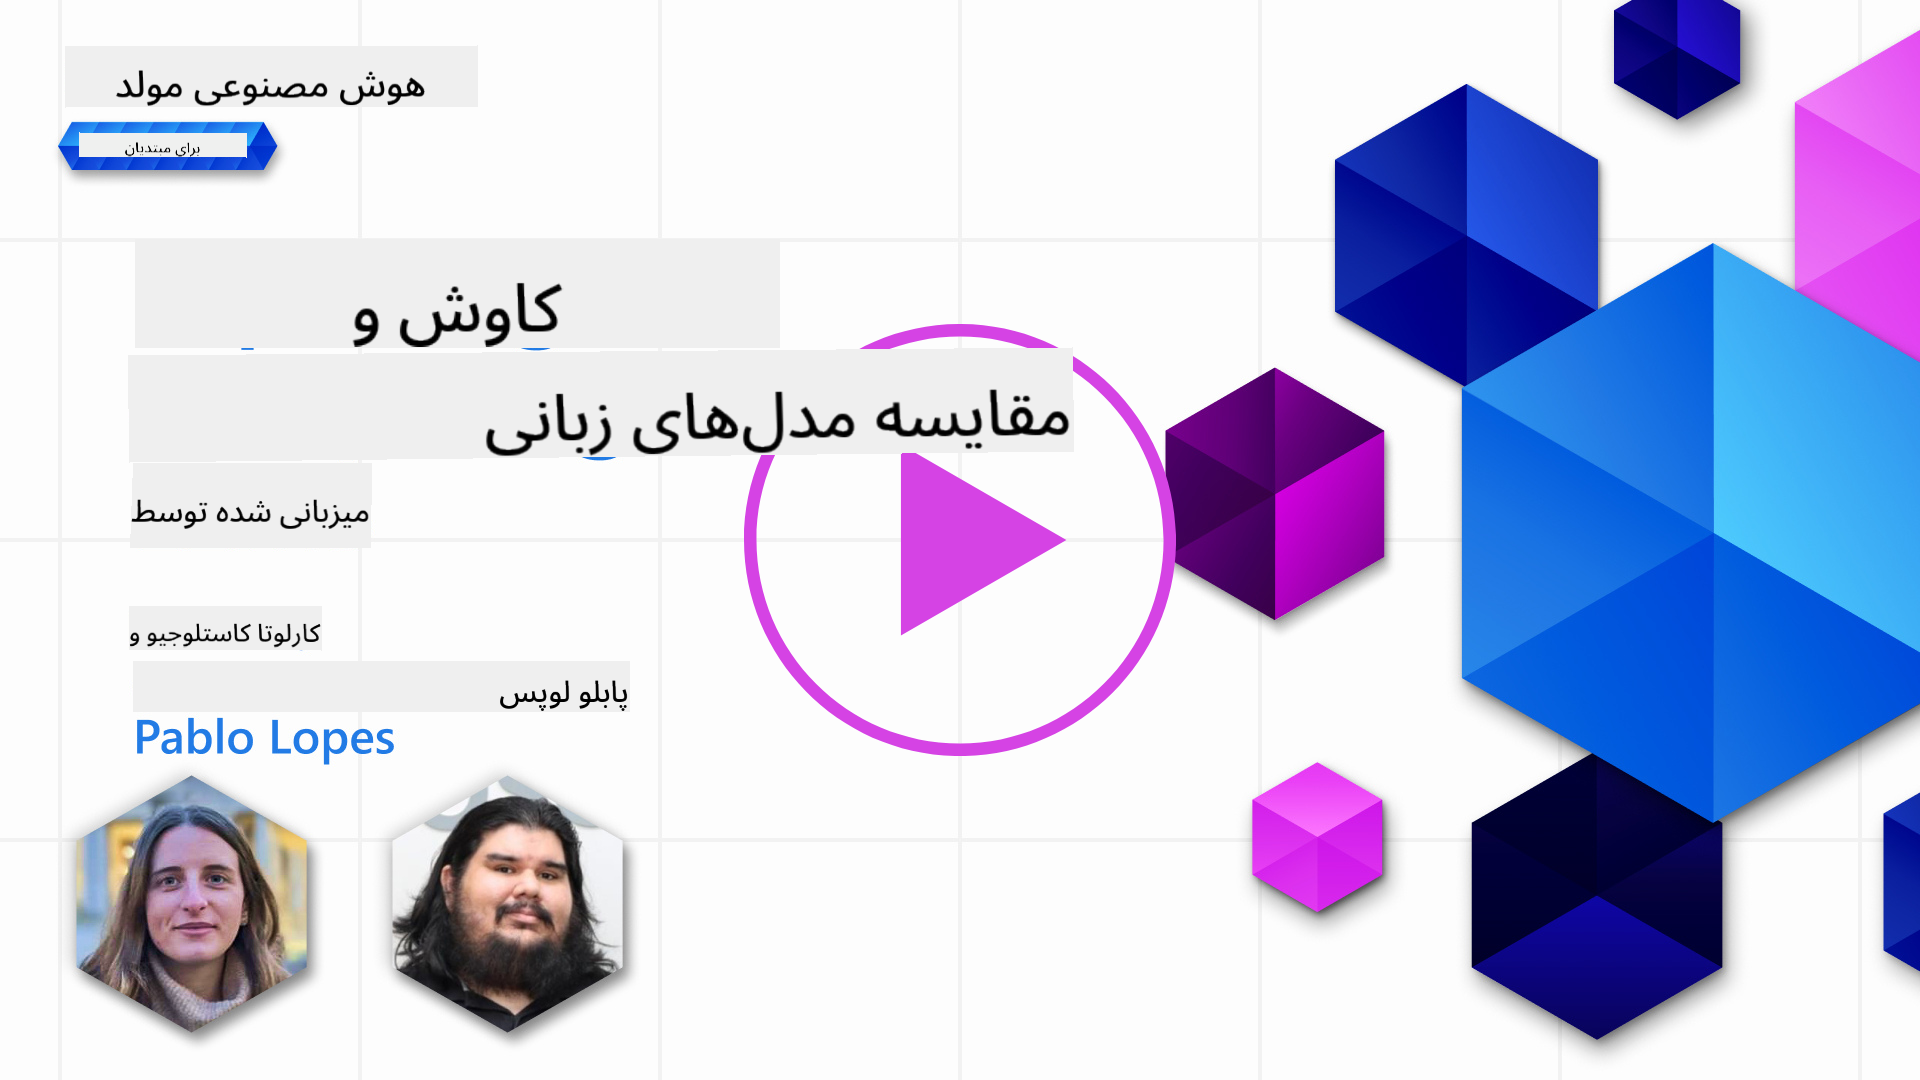 هوش مصنوعی مولد
برای مبتدیان
کاوش و
مقایسه مدل‌های زبانی
میزبانی شده توسط
کارلوتا کاستلوجیو و
پابلو لوپس
Pablo Lopes